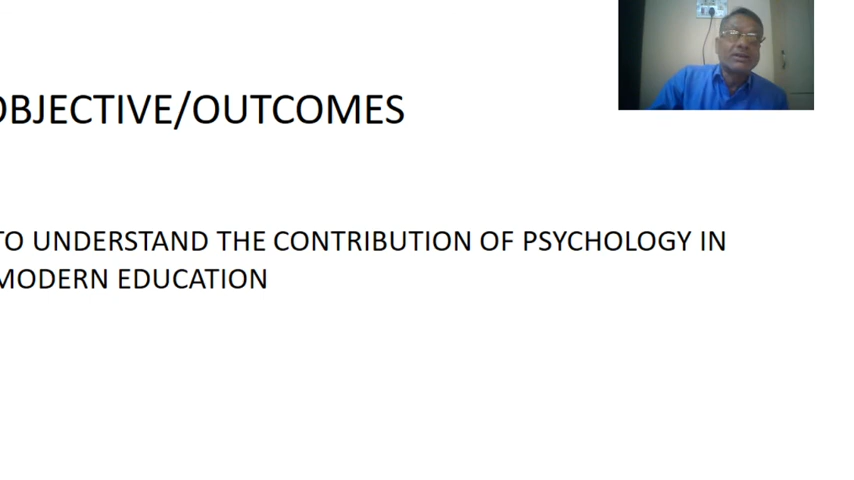 OBJECTIVE/OUTCOMES
TO UNDERSTAND THE CONTRIBUTION OF PSYCHOLOGY IN
MODERN EDUCATION